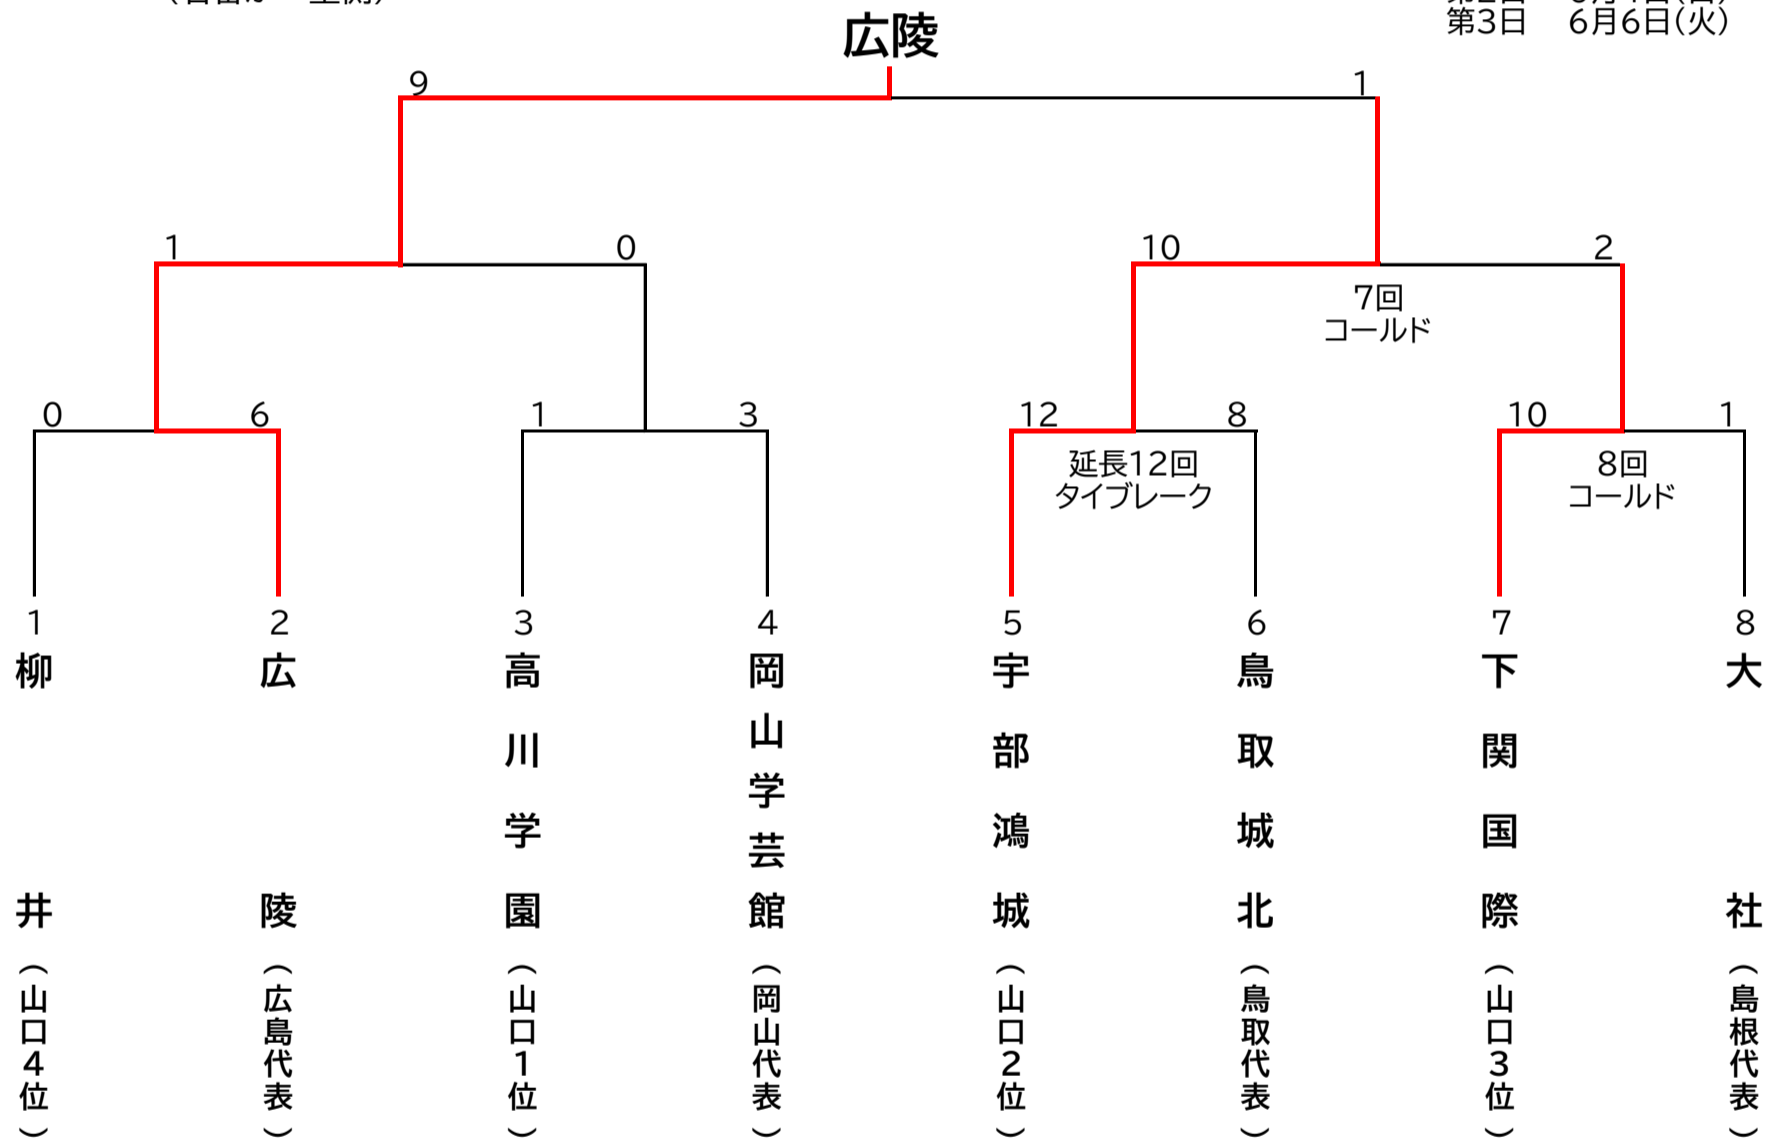 第3日　6月6日(火)
広陵
9
1
1
0
10
2
7回
コールド
0
6
1
3
12
8
10
1
延長12回
タイブレーク
8回
コールド
1
柳井
(山口4位)
2
広陵
(広島代表)
3
高川学園
(山口1位)
4
岡山学芸館
(岡山代表)
5
宇部鴻城
(山口2位)
6
鳥取城北
(鳥取代表)
7
下関国際
(山口3位)
8
大社
(島根代表)